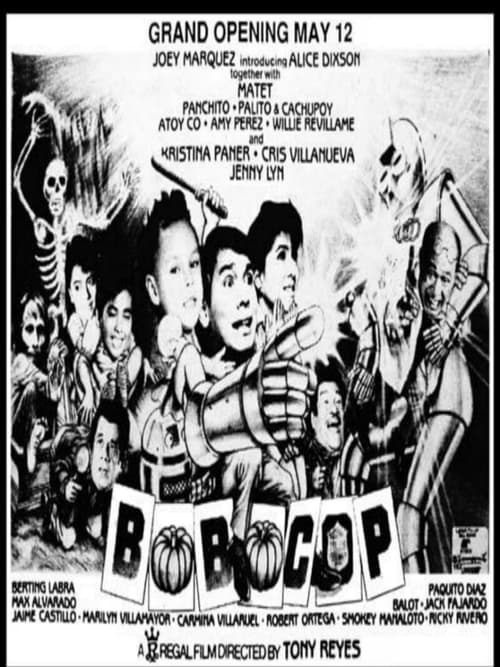 GRAND OPENING MAY 12
JOEY MARQUEZ introducing ALICE DIXSON
together with
MATET
PANCHITO • PALITO & CACHUPOY
ATOY CO • AMY PEREZ • WILLIE REVILLAME
and
KRISTINA PANER • CRIS VILLANUEVA
JENNY LYN
BOBOCOP
BERTING LABRA
MAX ALVARADO
PAQUITO DIAZ
BALOT • JACK FAJARDO
JAIME CASTILLO • MARILYN VILLAMAYOR • CARMINA VILLARUEL • ROBERT ORTEGA • SMOKEY MANALOTO • RICKY RIVERO
A REGAL FILM DIRECTED BY TONY REYES